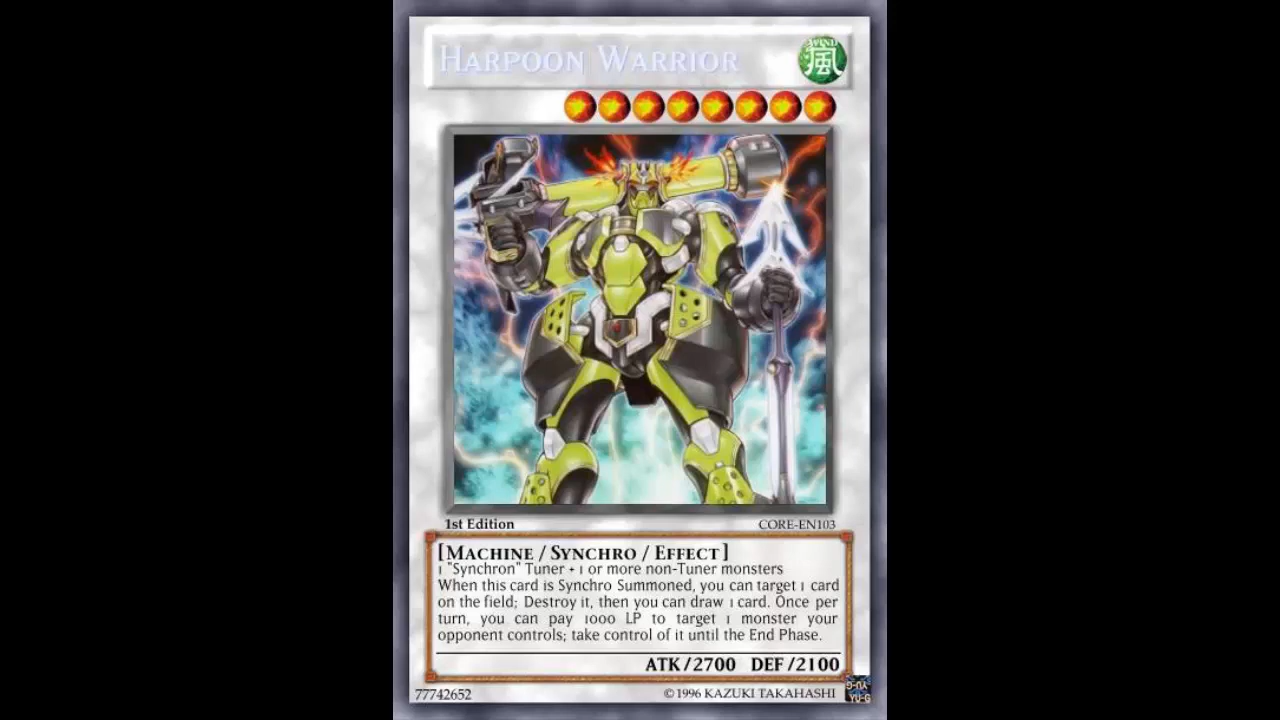 HARPOON WARRIOR
WIND
風
1st Edition
CORE-EN103
[MACHINE / SYNCHRO / EFFECT]
1 "Synchron" Tuner + 1 or more non-Tuner monsters
When this card is Synchro Summoned, you can target 1 card
on the field; Destroy it, then you can draw 1 card. Once per
turn, you can pay 1000 LP to target 1 monster your
opponent controls; take control of it until the End Phase.
ATK/2700 DEF/2100
77742652
© 1996 KAZUKI TAKAHASHI